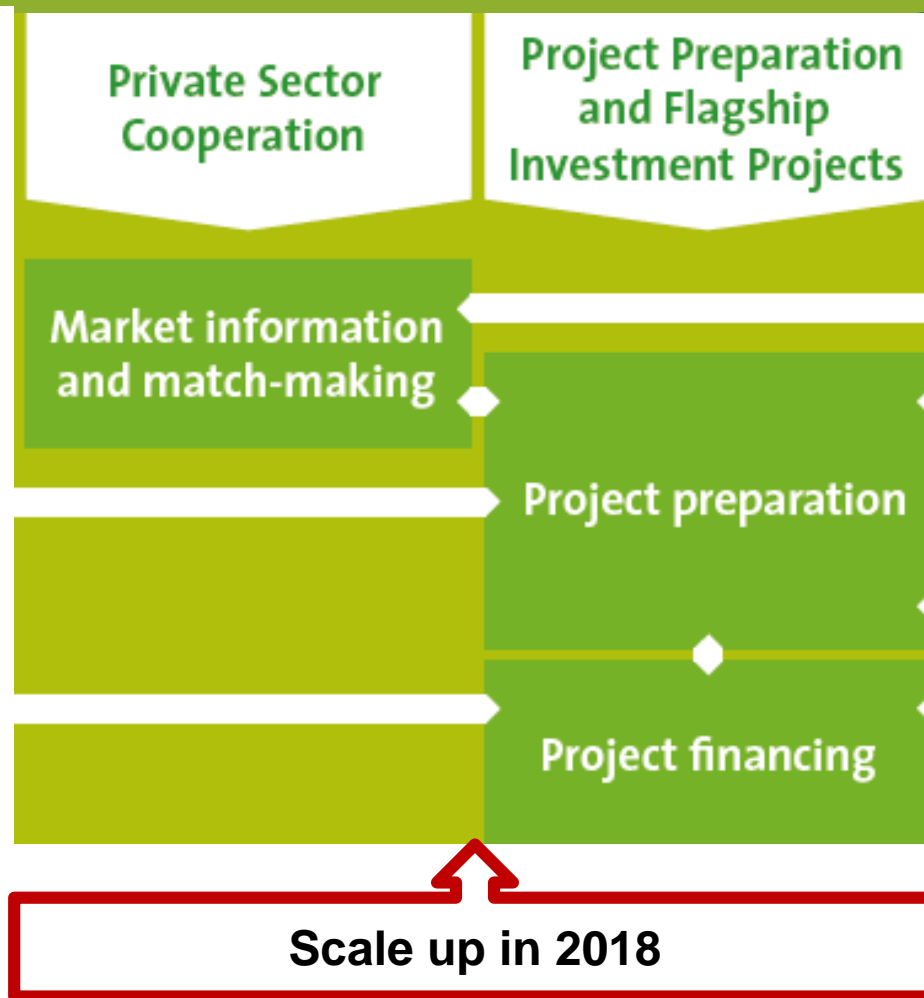 Private Sector
Cooperation
Project Preparation
and Flagship
Investment Projects
Market information
and match-making
Project preparation
Project financing
Scale up in 2018